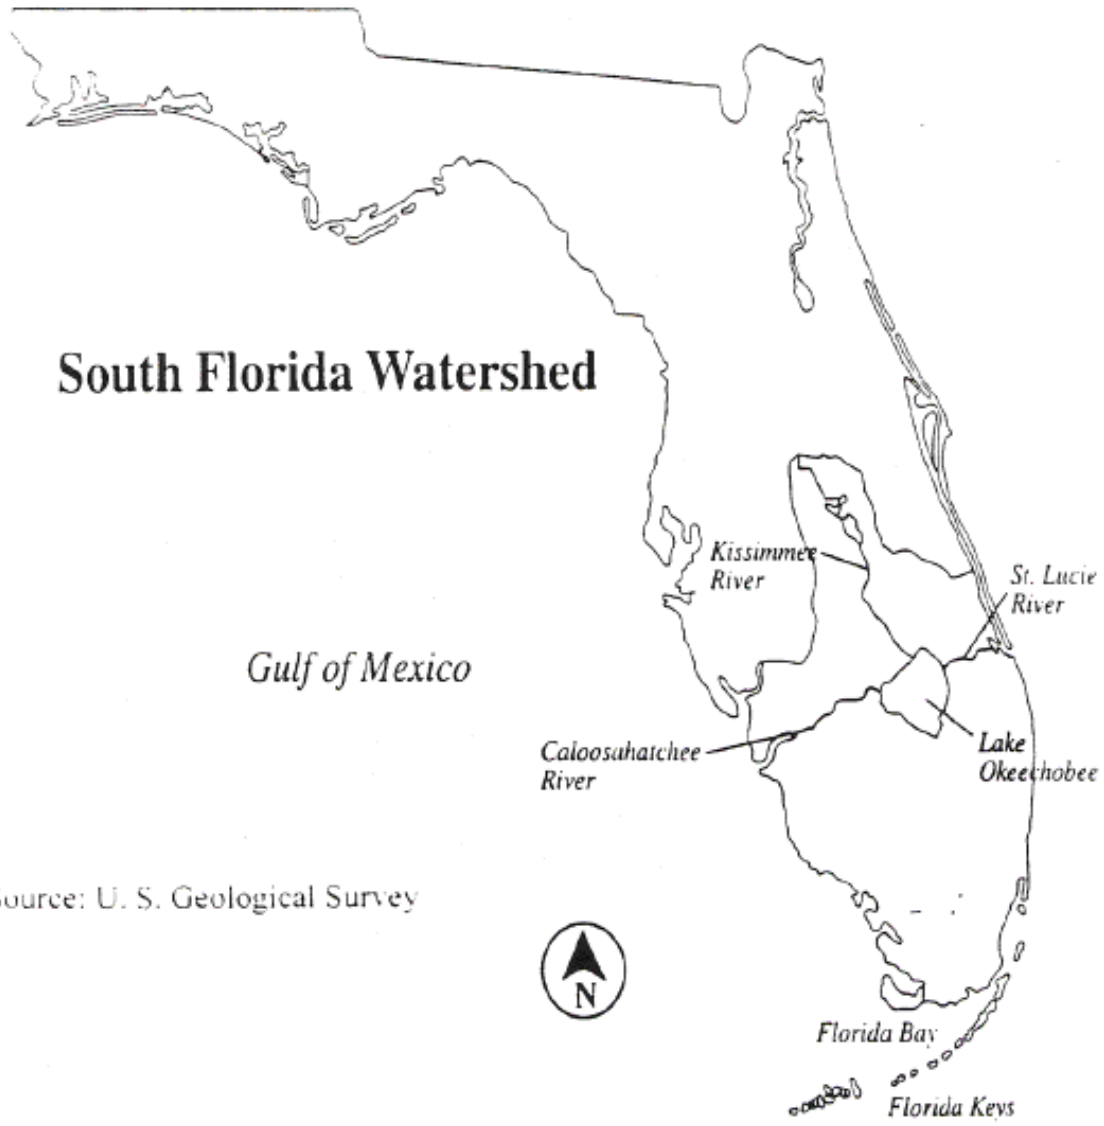 South Florida Watershed
Kissimmee
River
St. Lucie
River
Gulf of Mexico
Caloosahatchee
River
Lake
Okeechobee
Source: U. S. Geological Survey
N
Florida Bay
Florida Keys